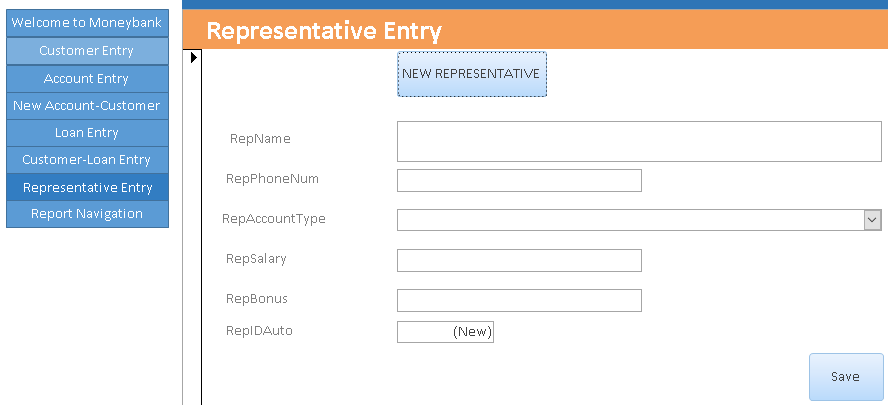 Welcome to Moneybank
Customer Entry
Account Entry
New Account-Customer
Loan Entry
Customer-Loan Entry
Representative Entry
Report Navigation
Representative Entry
NEW REPRESENTATIVE
RepName
RepPhoneNum
RepAccountType
RepSalary
RepBonus
RepIDAuto (New)
Save